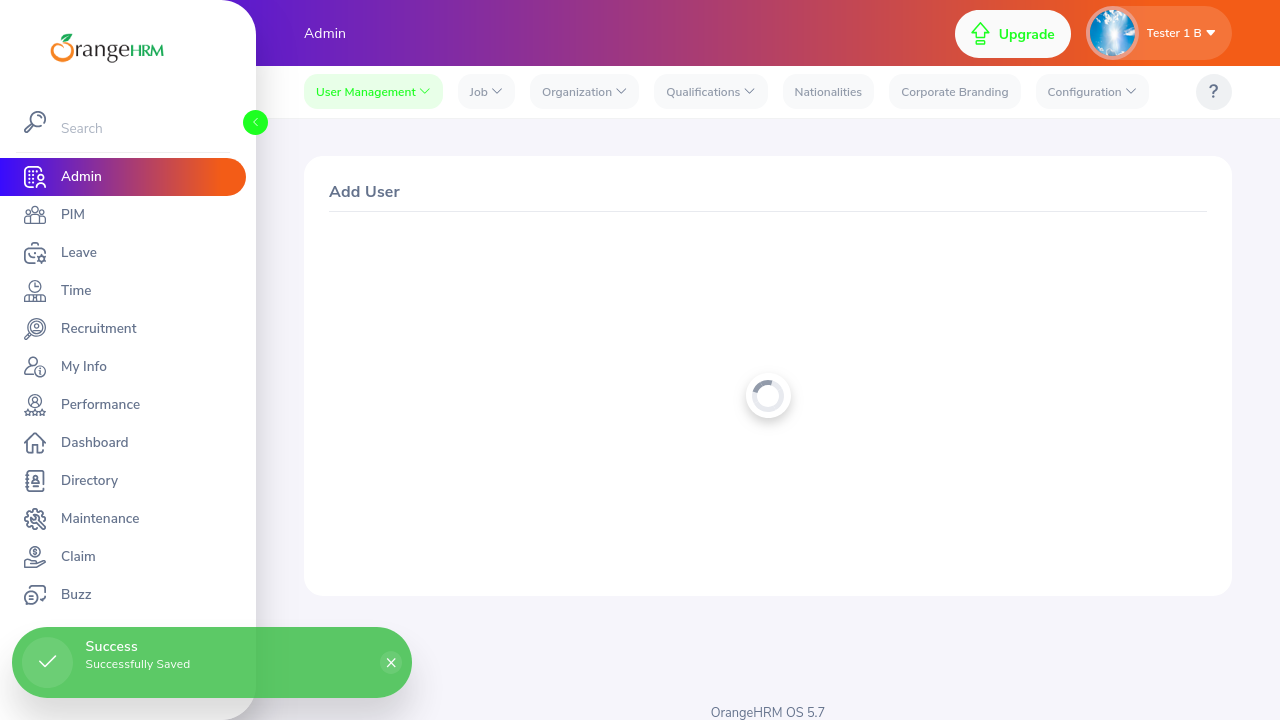 OrangeHRM
Admin
Upgrade
Tester 1 B
User Management
Job
Organization
Qualifications
Nationalities
Corporate Branding
Configuration
?
Search
Admin
PIM
Leave
Time
Recruitment
My Info
Performance
Dashboard
Directory
Maintenance
Claim
Buzz
Add User
Success
Successfully Saved
OrangeHRM OS 5.7